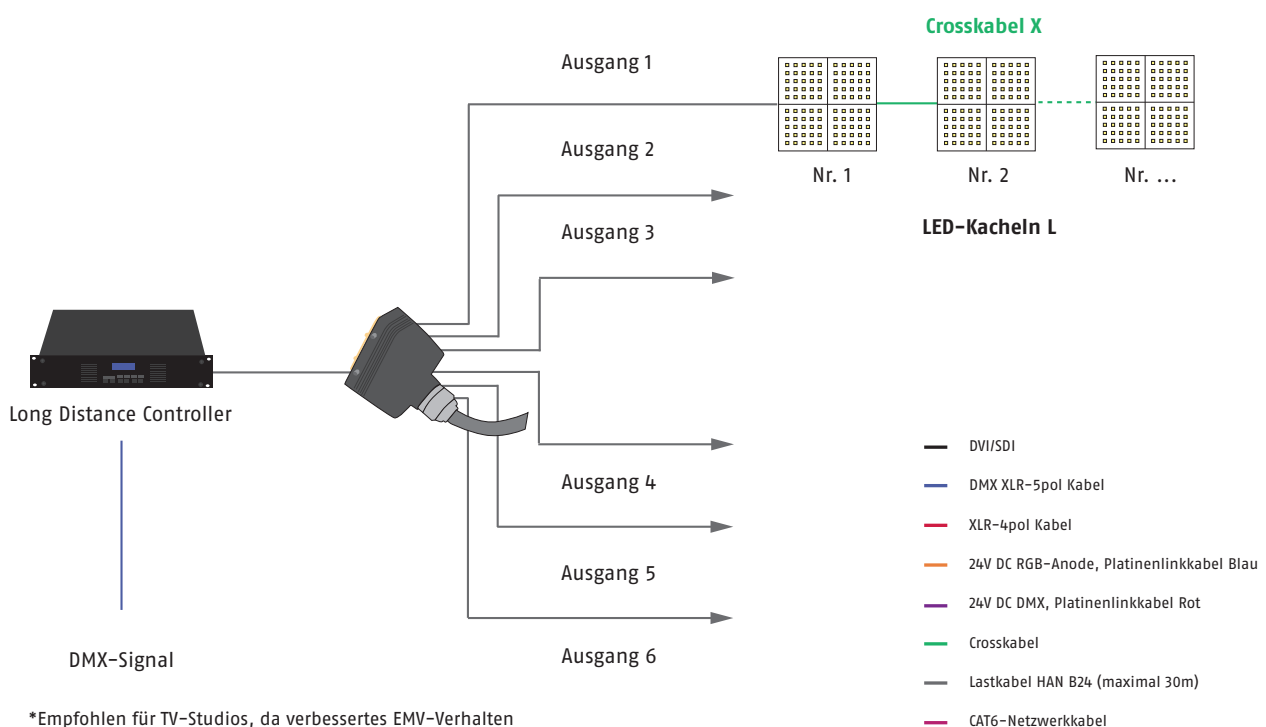 Crosskabel X
Ausgang 1
Ausgang 2
Nr. 1
Nr. 2
Nr. ...
Ausgang 3
LED-Kacheln L
Long Distance Controller
Ausgang 4
Ausgang 5
Ausgang 6
DMX-Signal
DVI/SDI
DMX XLR-5pol Kabel
XLR-4pol Kabel
24V DC RGB-Anode, Platinenlinkkabel Blau
24V DC DMX, Platinenlinkkabel Rot
Crosskabel
Lastkabel HAN B24 (maximal 30m)
CAT6-Netzwerkkabel
*Empfohlen für TV-Studios, da verbessertes EMV-Verhalten